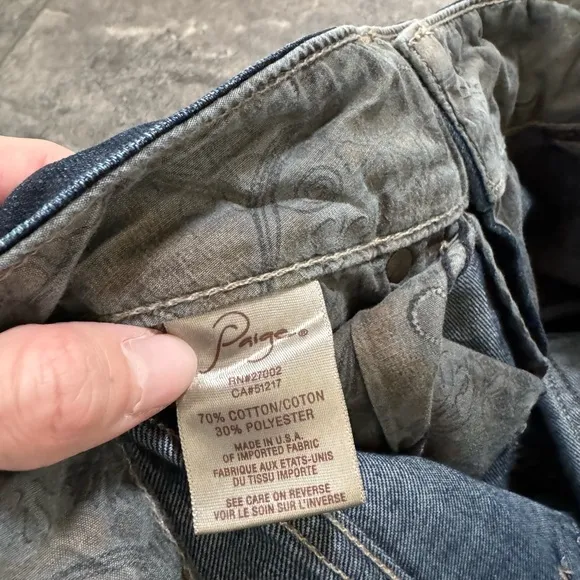 Paige®
RN#27002
CA#51217
70% COTTON/COTON
30% POLYESTER
MADE IN U.S.A.
OF IMPORTED FABRIC
FABRIQUE AUX ETATS-UNIS
DU TISSU IMPORTE
SEE CARE ON REVERSE
VOIR LE SOIN SUR L'INVERSE